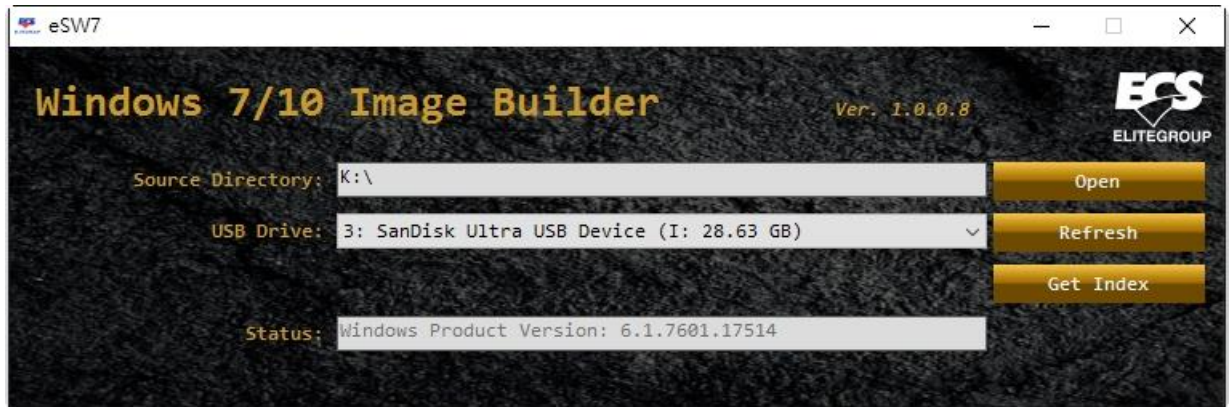 eSW7
Windows 7/10 Image Builder
Ver. 1.0.0.8
ECS
ELITEGROUP
Source Directory: K:\ Open
USB Drive: 3: SanDisk Ultra USB Device (I: 28.63 GB) Refresh
Get Index
Status: Windows Product Version: 6.1.7601.17514